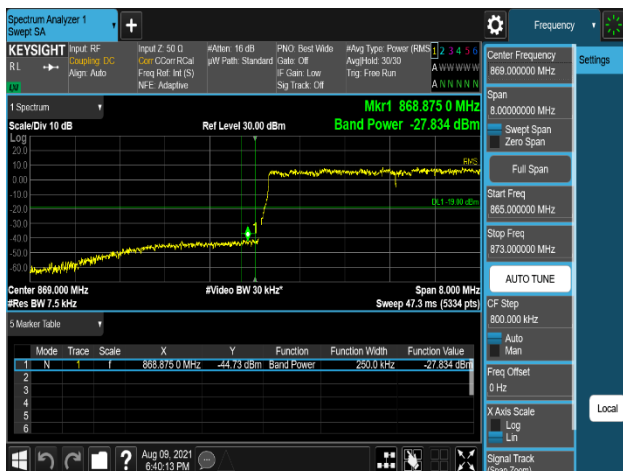 Spectrum Analyzer 1
Swept SA
Frequency
KEYSIGHT
Input: RF
Input Z: 50 Ω
#Atten: 16 dB
PNO: Best Wide
#Avg Type: Power (RMS
1 2 3 4 5 6
RL
Coupling: DC
Corr CCorr RCal
µW Path: Standard
Gate: Off
Avg|Hold: 30/30
A W W W W W
Align: Auto
Freq Ref: Int (S)
IF Gain: Low
Trig: Free Run
A N N N N N
NFE: Adaptive
Sig Track: Off
LXI
1 Spectrum
Mkr1 868.875 0 MHz
Scale/Div 10 dB
Ref Level 30.00 dBm
Band Power -27.834 dBm
Log
20.0
10.0
0.00
-10.0
-20.0
-30.0
-40.0
-50.0
-60.0
RMS
DL1 -19.00 dBm
1
Center 869.000 MHz
#Video BW 30 kHz*
Span 8.000 MHz
#Res BW 7.5 kHz
Sweep 47.3 ms (5334 pts)
5 Marker Table
Mode Trace Scale X Y Function Function Width Function Value
1 N 1 f 868.875 0 MHz -44.73 dBm Band Power 250.0 kHz -27.834 dBm
2
3
4
5
6
Aug 09, 2021
6:40:13 PM
Center Frequency
869.000000 MHz
Settings
Span
8.00000000 MHz
Swept Span
Zero Span
Full Span
Start Freq
865.000000 MHz
Stop Freq
873.000000 MHz
AUTO TUNE
CF Step
800.000 kHz
Auto
Man
Freq Offset
0 Hz
X Axis Scale
Log
Lin
Local
Signal Track
(Span Zoom)